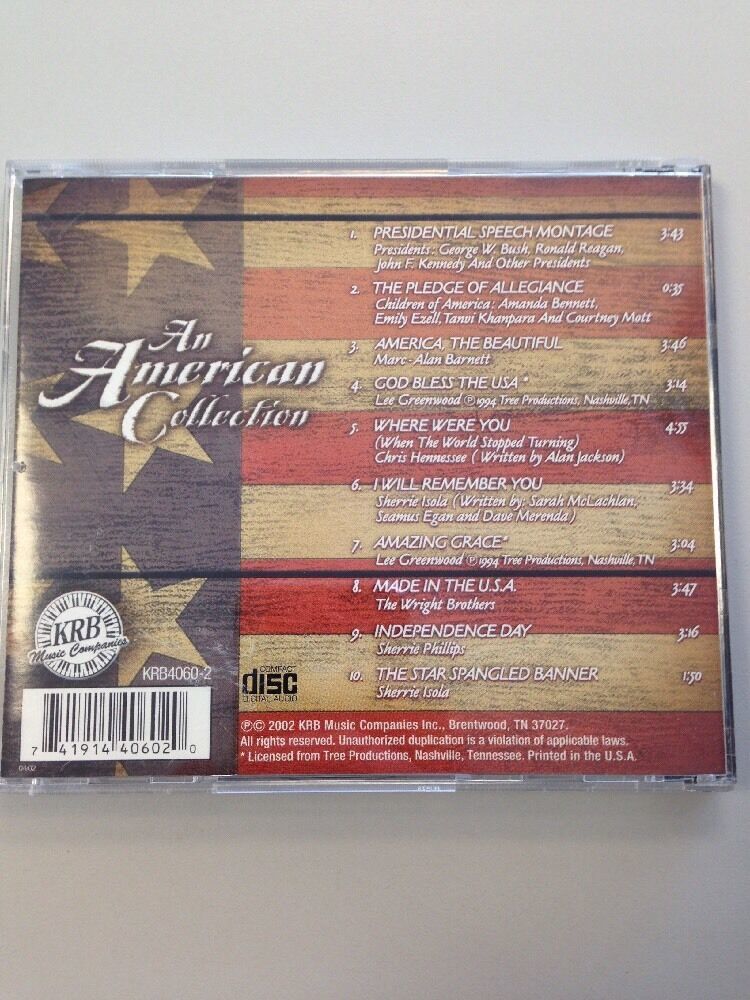 An
American
Collection
1. PRESIDENTIAL SPEECH MONTAGE 3:43
Presidents: George W. Bush, Ronald Reagan,
John F. Kennedy And Other Presidents
2. THE PLEDGE OF ALLEGIANCE 0:35
Children of America: Amanda Bennett,
Emily Ezell, Tanvi Khanpara And Courtney Mott
3. AMERICA, THE BEAUTIFUL 3:46
Marc-Alan Barnett
4. GOD BLESS THE USA * 3:14
Lee Greenwood ℗1994 Tree Productions, Nashville, TN
5. WHERE WERE YOU 4:55
(When The World Stopped Turning)
Chris Hennessee ( Written by Alan Jackson)
6. I WILL REMEMBER YOU 3:34
Sherrie Isola (Written by: Sarah McLachlan,
Seamus Egan and Dave Merenda)
7. AMAZING GRACE* 3:04
Lee Greenwood ℗1994 Tree Productions, Nashville, TN
8. MADE IN THE U.S.A. 3:47
The Wright Brothers
9. INDEPENDENCE DAY 3:16
Sherrie Phillips
10. THE STAR SPANGLED BANNER 1:50
Sherrie Isola
KRB
Music Companies
KRB4060-2
COMPACT
disc
DIGITAL AUDIO
7 41914 40602 0
04/02
℗© 2002 KRB Music Companies Inc., Brentwood, TN 37027.
All rights reserved. Unauthorized duplication is a violation of applicable laws.
* Licensed from Tree Productions, Nashville, Tennessee. Printed in the U.S.A.